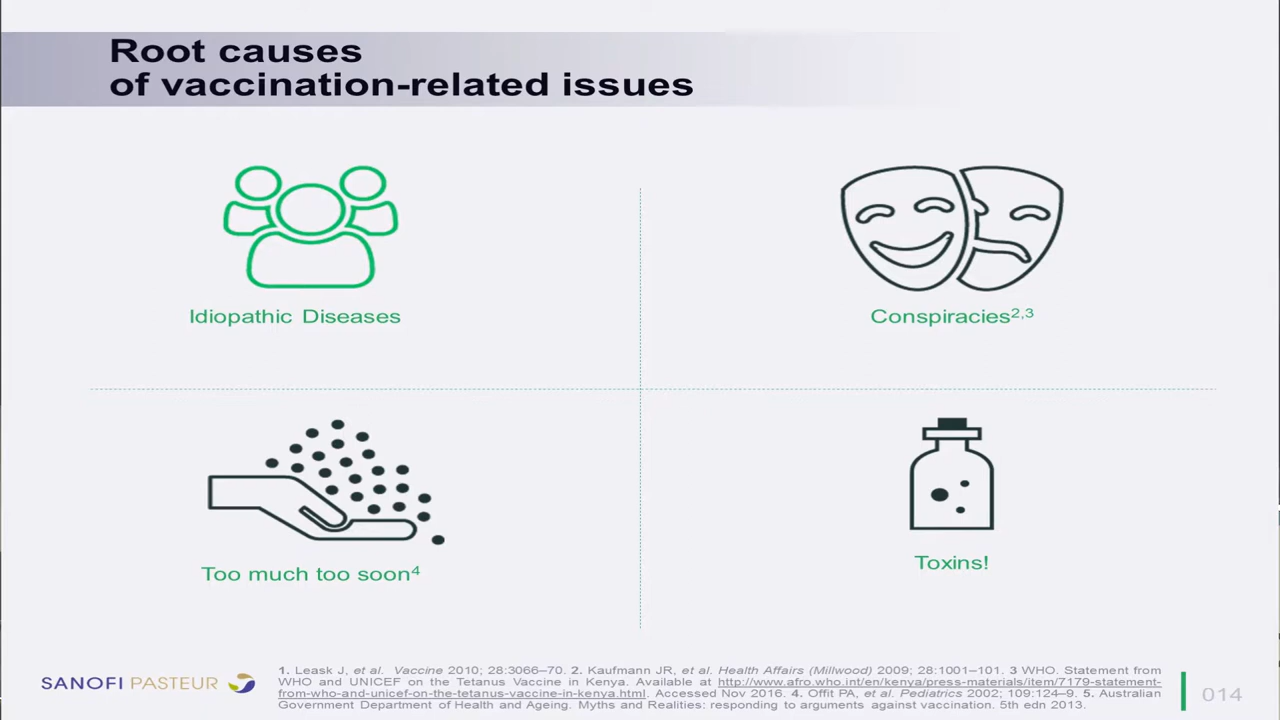 Root causes
of vaccination-related issues
Idiopathic Diseases
Conspiracies2,3
Too much too soon4
Toxins!
SANOFI PASTEUR
1. Leask J, et al. Vaccine 2010; 28:3066–70. 2. Kaufmann JR, et al. Health Affairs (Millwood) 2009; 28:1001–101. 3 WHO. Statement from
WHO and UNICEF on the Tetanus Vaccine in Kenya. Available at http://www.afro.who.int/en/kenya/press-materials/item/7179-statement-
from-who-and-unicef-on-the-tetanus-vaccine-in-kenya.html. Accessed Nov 2016. 4. Offit PA, et al. Pediatrics 2002; 109:124–9. 5. Australian
Government Department of Health and Ageing. Myths and Realities: responding to arguments against vaccination. 5th edn 2013.
014